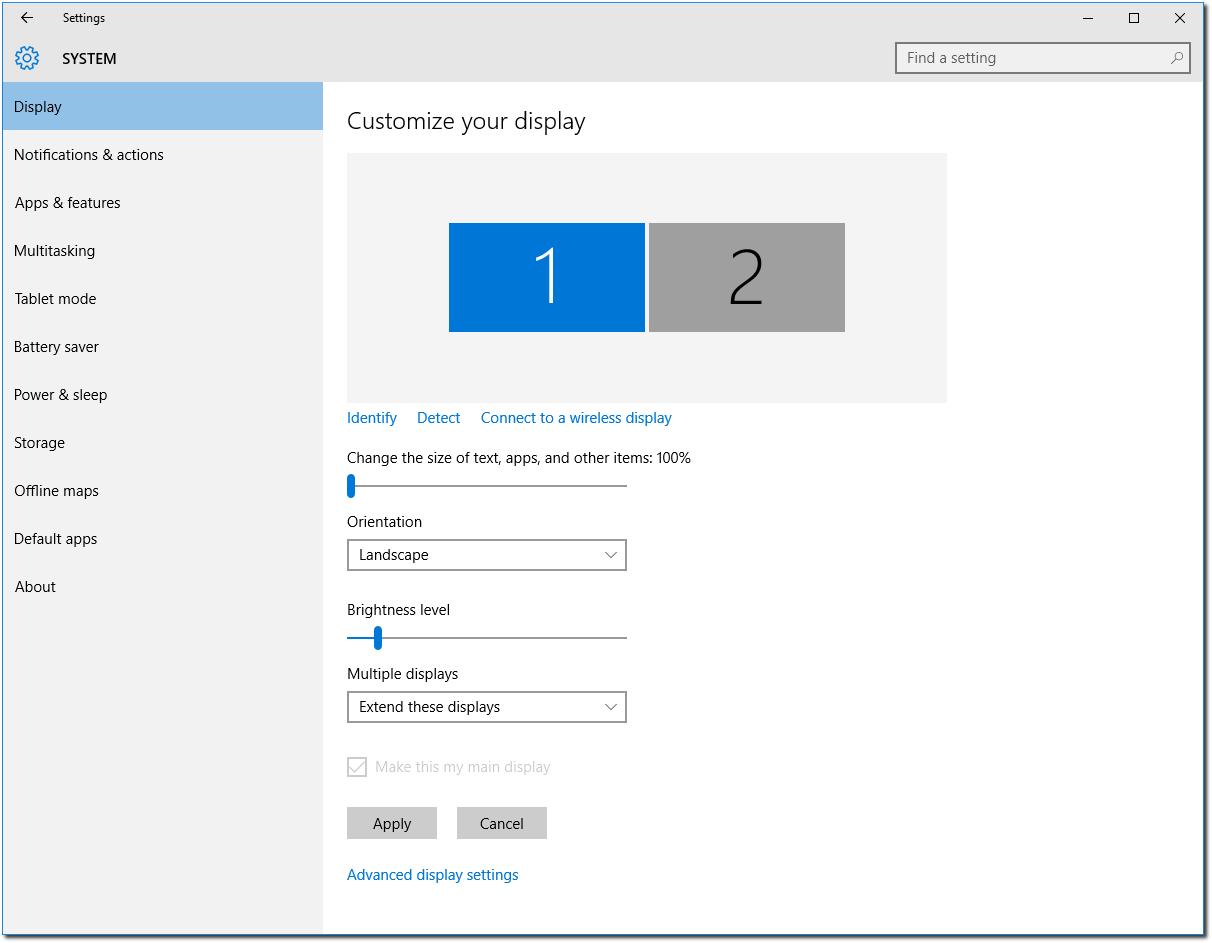 Settings
SYSTEM
Find a setting
Display
Notifications & actions
Apps & features
Multitasking
Tablet mode
Battery saver
Power & sleep
Storage
Offline maps
Default apps
About
Customize your display
1 2
Identify Detect Connect to a wireless display
Change the size of text, apps, and other items: 100%
Orientation
Landscape
Brightness level
Multiple displays
Extend these displays
Make this my main display
Apply Cancel
Advanced display settings